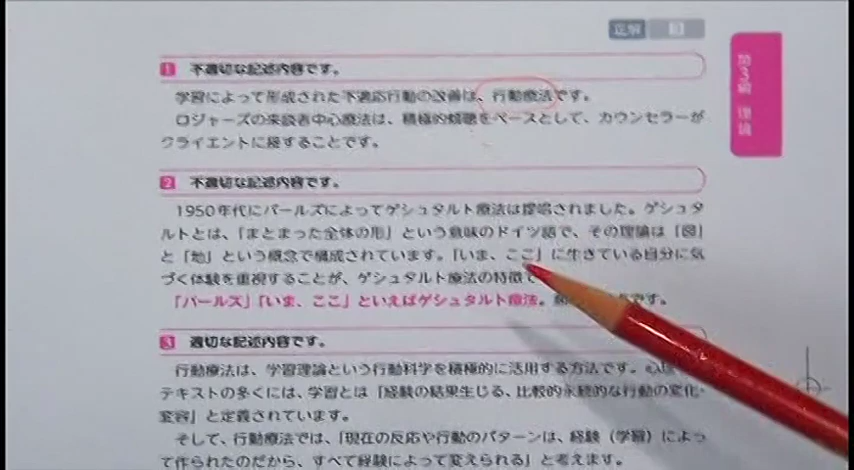 正解 3
第3編 理論
1 不適切な記述内容です。
学習によって形成された不適応行動の改善は、行動療法です。
ロジャーズの来談者中心療法は、積極的傾聴をベースとして、カウンセラーが
クライエントに接することです。
2 不適切な記述内容です。
1950年代にパールズによってゲシュタルト療法は提唱されました。ゲシュタ
ルトとは、「まとまった全体の形」という意味のドイツ語で、その理論は「図」
と「地」という概念で構成されています。「いま、ここ」に生きている自分に気
づく体験を重視することが、ゲシュタルト療法の特徴で
「パールズ」「いま、ここ」といえばゲシュタルト療法。 です。
3 適切な記述内容です。
行動療法は、学習理論という行動科学を積極的に活用する方法です。心理
テキストの多くには、学習とは「経験の結果生じる、比較的永続的な行動の変化・
変容」と定義されています。
そして、行動療法では、「現在の反応や行動のパターンは、経験（学習）によっ
て作られたのだから、すべて経験によって変えられる」と考えます。